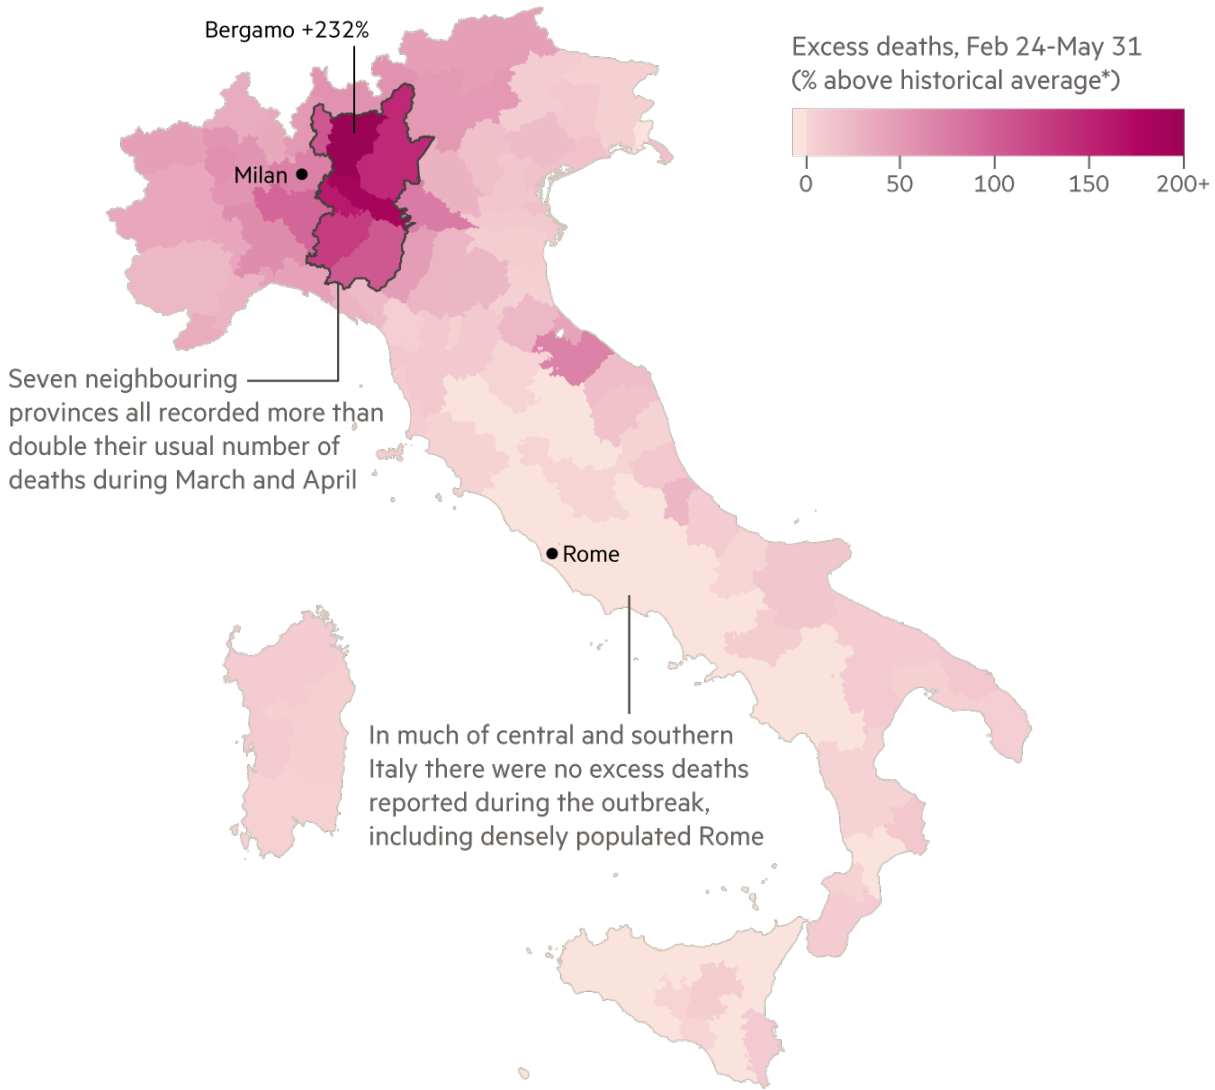 Bergamo +232%
Excess deaths, Feb 24-May 31
(% above historical average*)
0 50 100 150 200+
Milan
Seven neighbouring
provinces all recorded more than
double their usual number of
deaths during March and April
Rome
In much of central and southern
Italy there were no excess deaths
reported during the outbreak,
including densely populated Rome